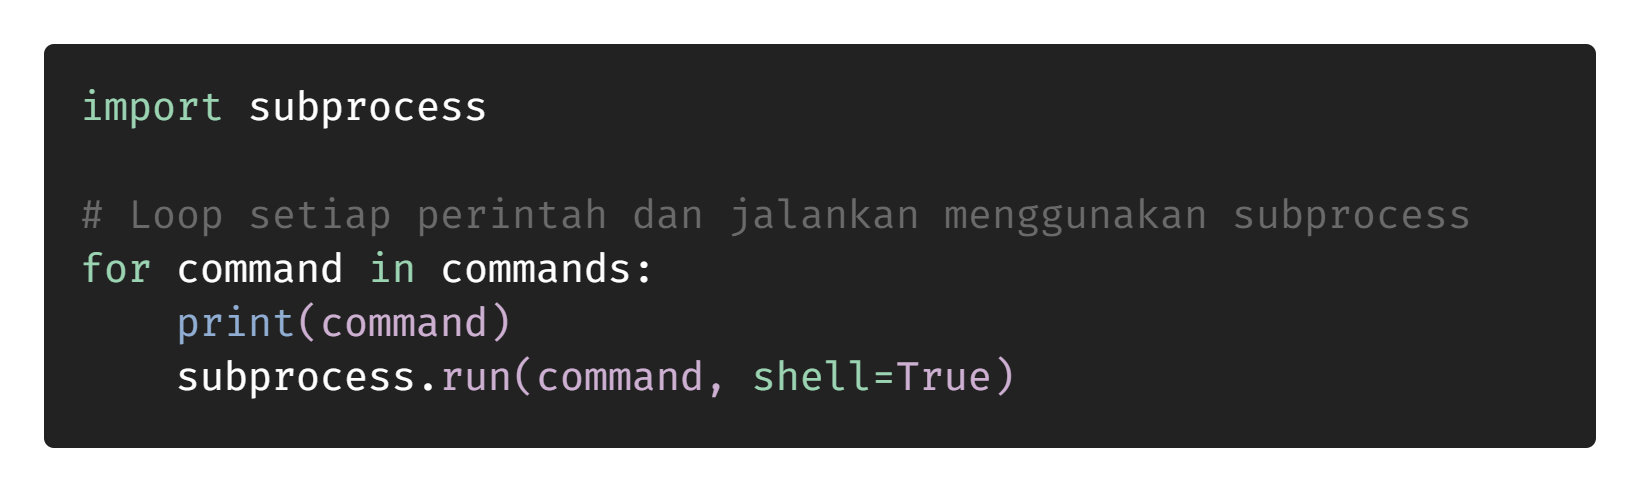 import subprocess
# Loop setiap perintah dan jalankan menggunakan subprocess
for command in commands:
    print(command)
    subprocess.run(command, shell=True)